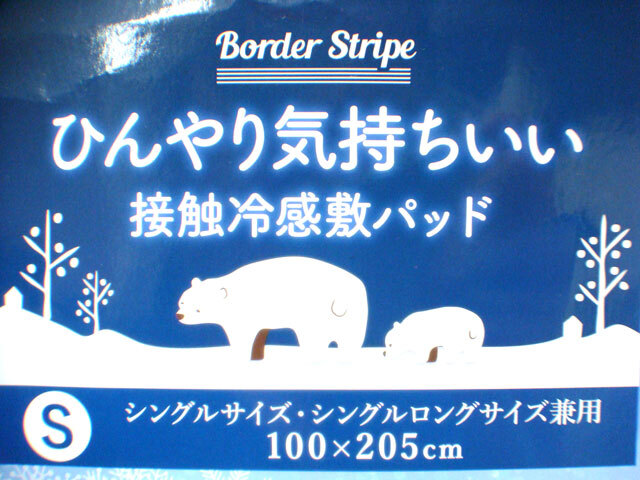 Border Stripe
ひんやり気持ちいい
接触冷感敷パッド
S
シングルサイズ・シングルロングサイズ兼用
100×205cm